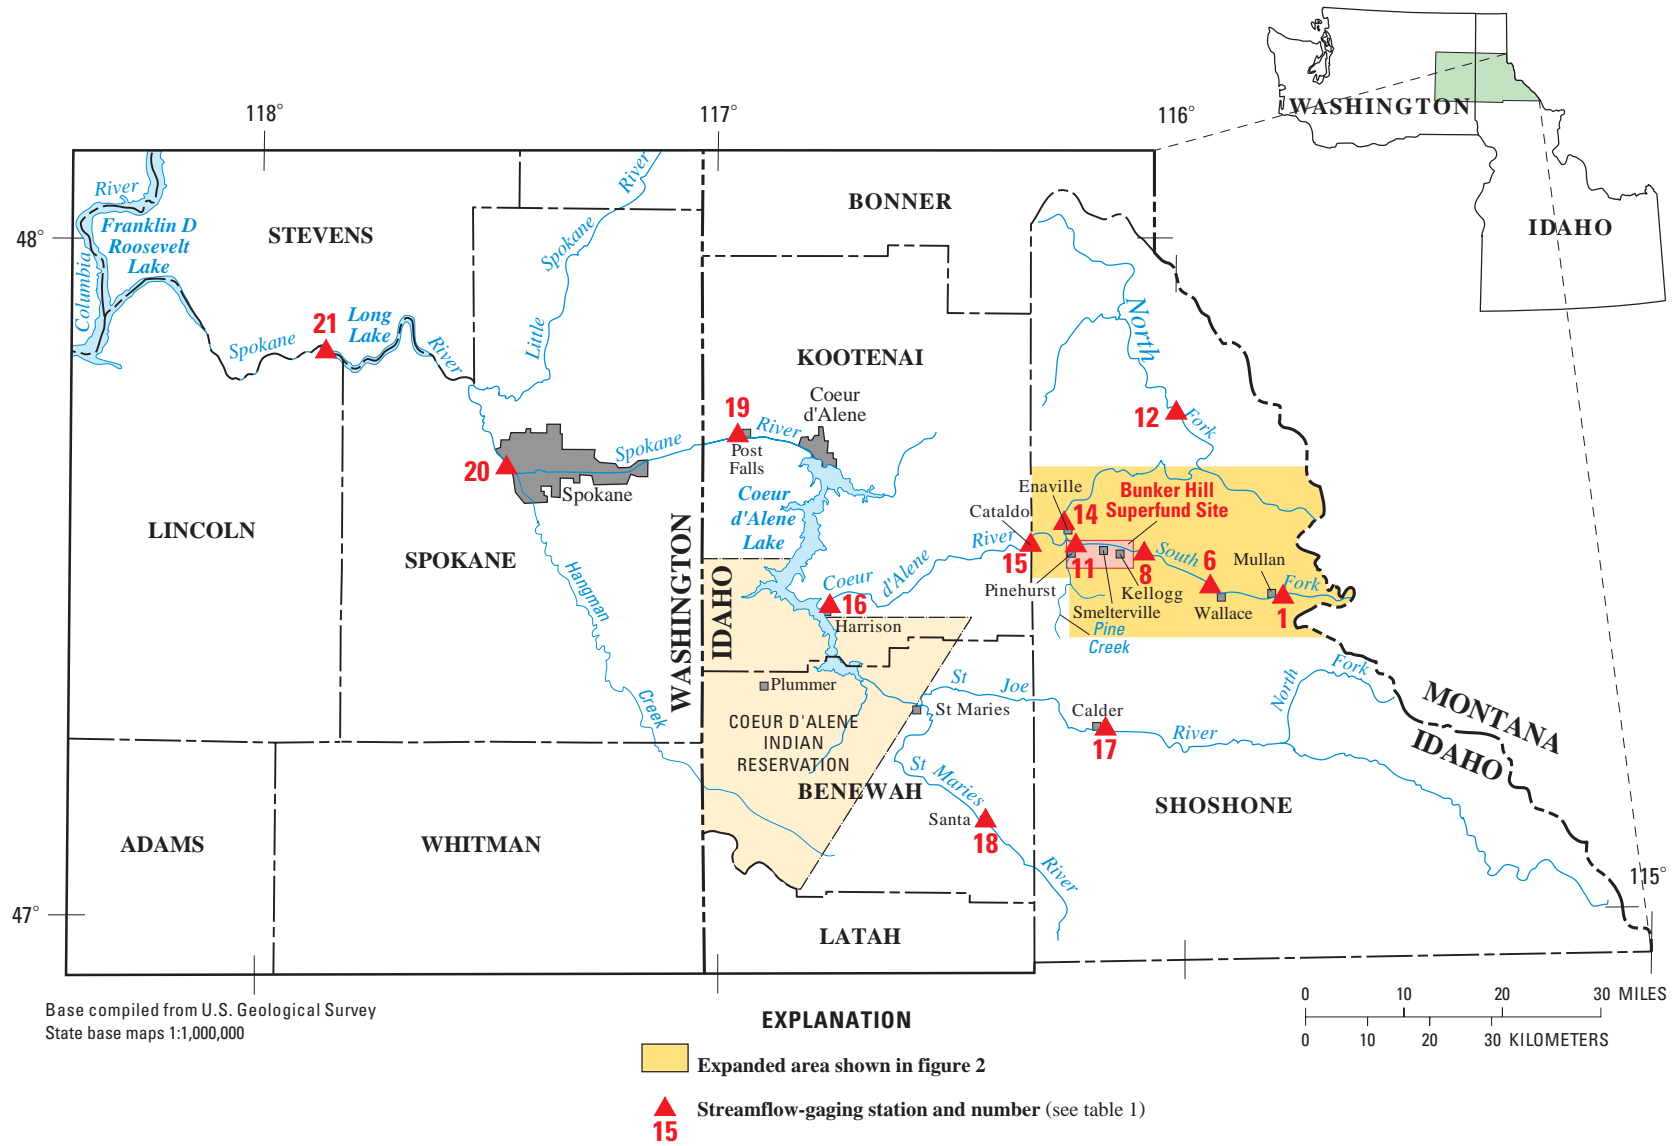 WASHINGTON
IDAHO
118°
117°
116°
48°
47°
115°
River
Franklin D
Roosevelt
Lake
Columbia
STEVENS
Spokane
21
Long
Lake
River
Little
Spokane
River
BONNER
KOOTENAI
Coeur
d'Alene
19
River
Post
Falls
Spokane
20
Spokane
LINCOLN
SPOKANE
Hangman
Creek
WASHINGTON
IDAHO
Coeur
d'Alene
Lake
Coeur
d'Alene
River
16
Harrison
North
Fork
12
Enaville
Cataldo
14
Bunker Hill
Superfund Site
15
11
Pinehurst
Smelterville
Kellogg
8
South
6
Wallace
Mullan
Fork
1
Pine
Creek
Plummer
COEUR D'ALENE
INDIAN
RESERVATION
BENEWAH
St
Joe
River
St Maries
Calder
17
North
Fork
St Maries
River
Santa
18
SHOSHONE
MONTANA
IDAHO
ADAMS
WHITMAN
LATAH
Base compiled from U.S. Geological Survey
State base maps 1:1,000,000
0 10 20 30 MILES
0 10 20 30 KILOMETERS
EXPLANATION
Expanded area shown in figure 2
Streamflow-gaging station and number (see table 1)
15